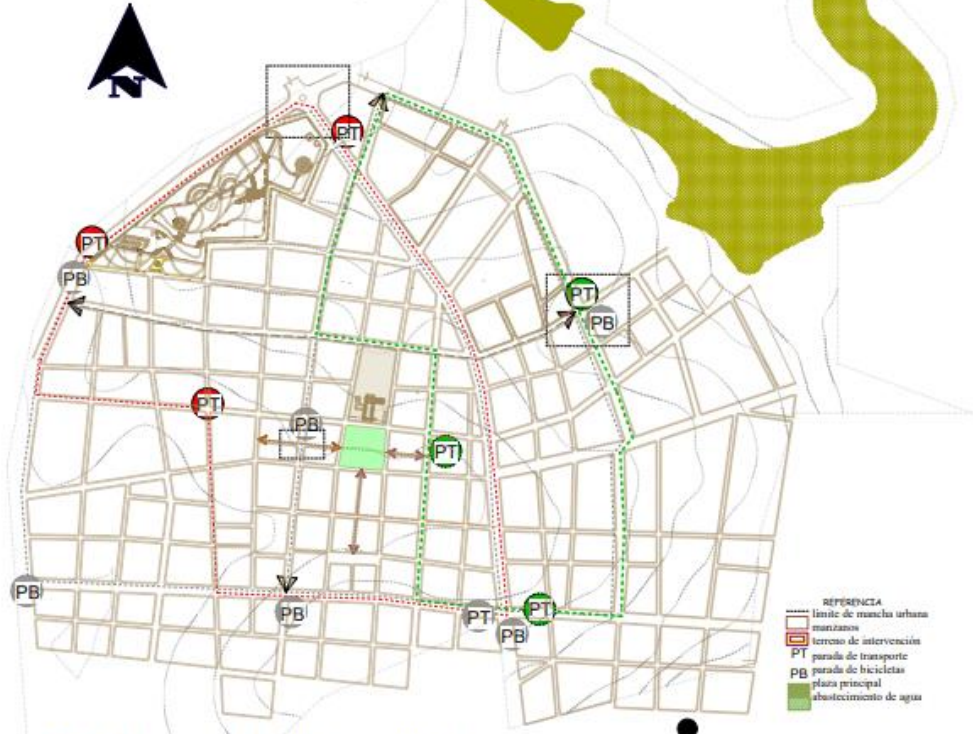 N
PT
PT
PB
PT
PB
PT
PB
PT
PB
PB
PT
PT
PB
REFERENCIA
límite de mancha urbana
manzanos
terreno de intervención
PT parada de transporte
PB parada de bicicletas
plaza principal
abastecimiento de agua